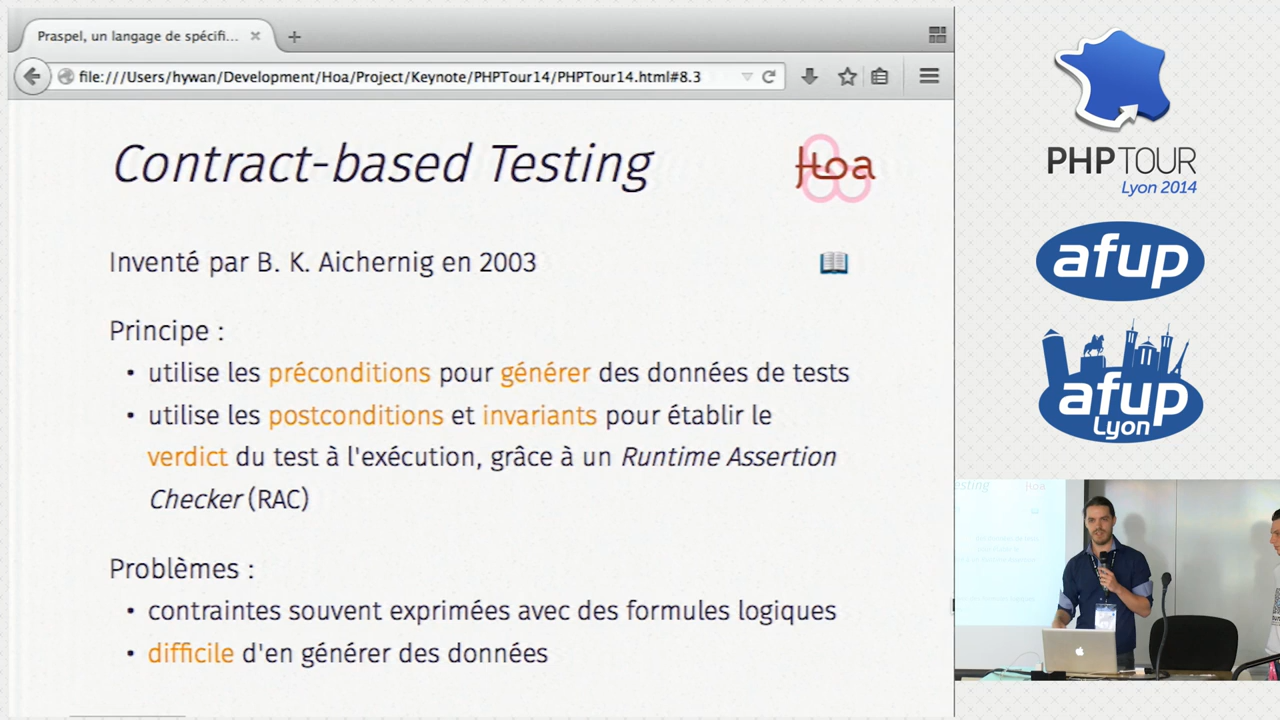 Praspel, un langage de spécifi...
file:///Users/hywan/Development/Hoa/Project/Keynote/PHPTour14/PHPTour14.html#8.3
Contract-based Testing
Hoa
Inventé par B. K. Aichernig en 2003
Principe :
• utilise les préconditions pour générer des données de tests
• utilise les postconditions et invariants pour établir le
verdict du test à l'exécution, grâce à un Runtime Assertion
Checker (RAC)
Problèmes :
• contraintes souvent exprimées avec des formules logiques
• difficile d'en générer des données
PHPTOUR
Lyon 2014
afup
afup
Lyon